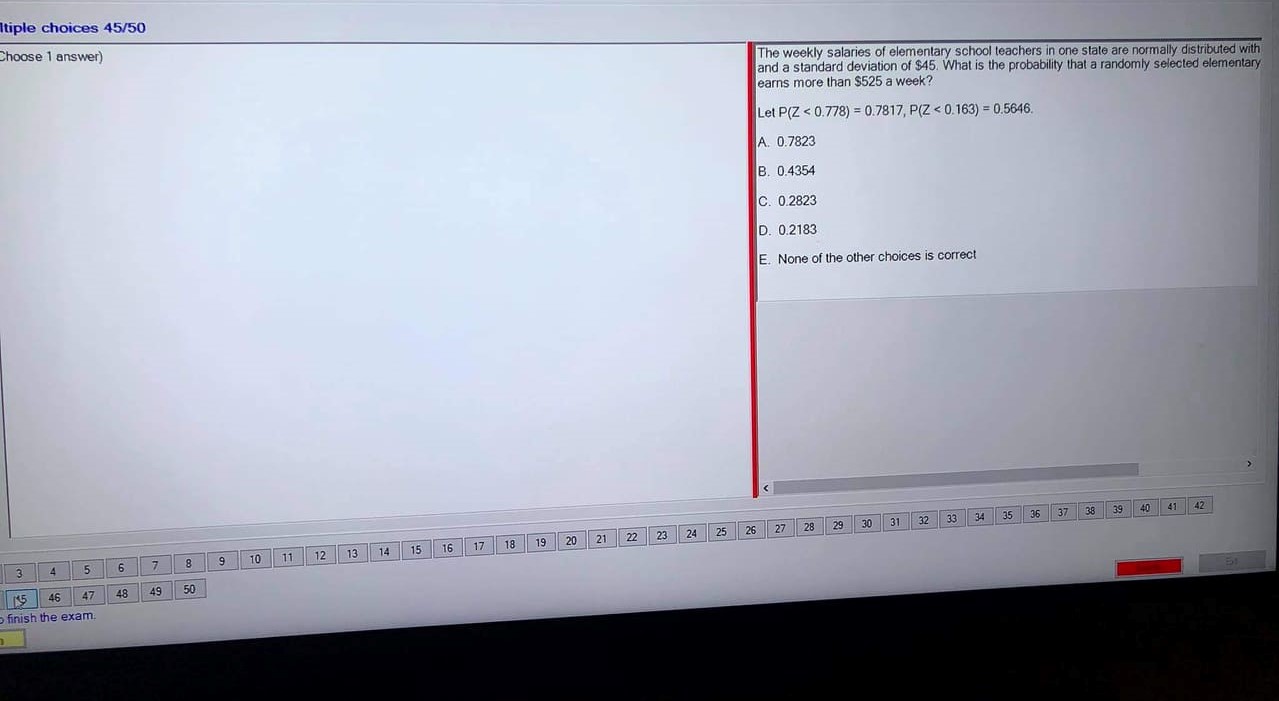 ltiple choices 45/50
Choose 1 answer)
The weekly salaries of elementary school teachers in one state are normally distributed with
and a standard deviation of $45. What is the probability that a randomly selected elementary
earns more than $525 a week?
Let P(Z < 0.778) = 0.7817, P(Z < 0.163) = 0.5646.
A. 0.7823
B. 0.4354
C. 0.2823
D. 0.2183
E. None of the other choices is correct
3 4 5 6 7 8 9 10 11 12 13 14 15 16 17 18 19 20 21 22 23 24 25 26 27 28 29 30 31 32 33 34 35 36 37 38 39 40 41 42
45 46 47 48 49 50
o finish the exam.